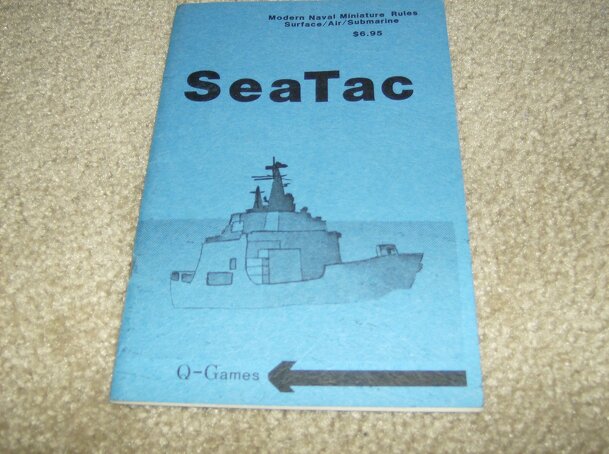 Modern Naval Miniature Rules
Surface/Air/Submarine
$6.95
SeaTac
Q-Games